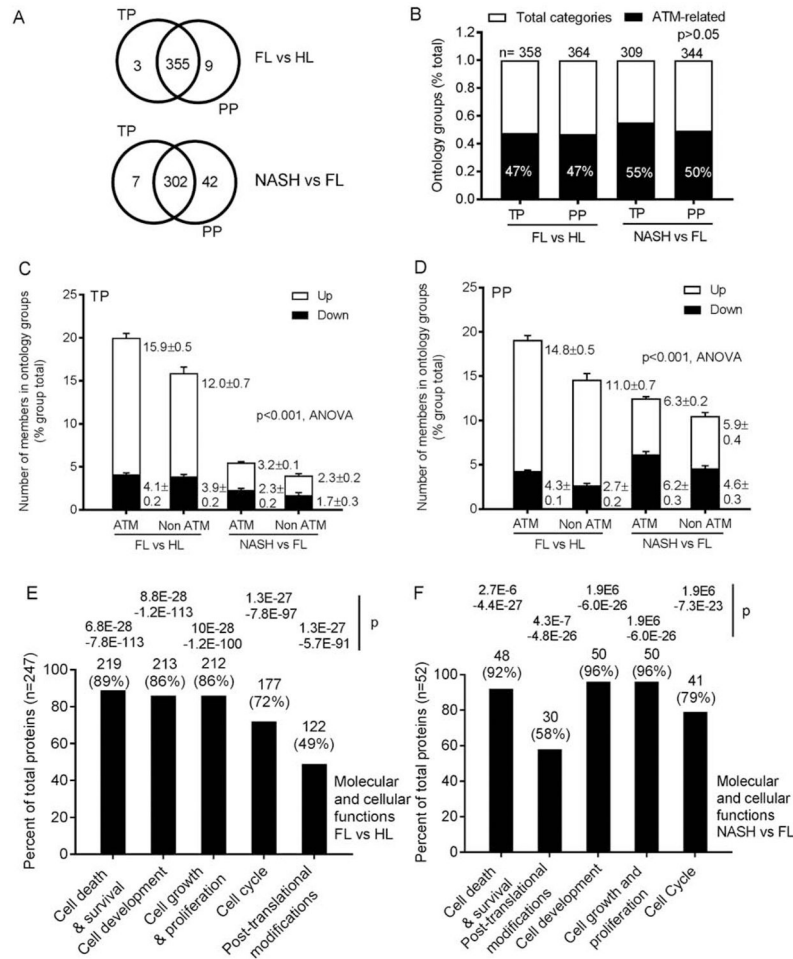 A
TP
3
355
9
FL vs HL
PP
TP
7
302
42
NASH vs FL
PP
B
Total categories
ATM-related
p>0.05
n= 358
364
309
344
Ontology groups (% total)
1.2
1.0
0.8
0.6
0.4
0.2
0.0
47%
47%
55%
50%
TP
PP
TP
PP
FL vs HL
NASH vs FL
C
TP
Up
Down
Number of members in ontology groups
(% group total)
25
20
15
10
5
0
15.9±0.5
12.0±0.7
p<0.001, ANOVA
3.2±0.1
2.3±0.2
4.1±
0.2
3.9±
0.2
2.3±
0.2
1.7±0.3
ATM
Non ATM
ATM
Non ATM
FL vs HL
NASH vs FL
D
PP
Up
Down
Number of members in ontology groups
(% group total)
25
20
15
10
5
0
14.8±0.5
p<0.001, ANOVA
11.0±0.7
6.3±0.2
5.9±
0.4
4.3±
0.1
2.7±
0.2
6.2±
0.3
4.6±
0.3
ATM
Non ATM
ATM
Non ATM
FL vs HL
NASH vs FL
E
8.8E-28
-1.2E-113
1.3E-27
-7.8E-97
6.8E-28
-7.8E-113
10E-28
-1.2E-100
1.3E-27
-5.7E-91
p
Percent of total proteins (n=247)
100
80
60
40
20
0
219
(89%)
213
(86%)
212
(86%)
177
(72%)
122
(49%)
Molecular
and cellular
functions
FL vs HL
Cell death
& survival
Cell development
Cell growth
& proliferation
Cell cycle
Post-translational
modifications
F
2.7E-6
-4.4E-27
1.9E6
-6.0E-26
1.9E6
-7.3E-23
4.3E-7
-4.8E-26
1.9E6
-6.0E-26
p
Percent of total proteins (n=52)
100
80
60
40
20
0
48
(92%)
30
(58%)
50
(96%)
50
(96%)
41
(79%)
Molecular
and cellular
functions
NASH vs FL
Cell death
& survival
Post-translational
modifications
Cell development
Cell growth and
proliferation
Cell Cycle